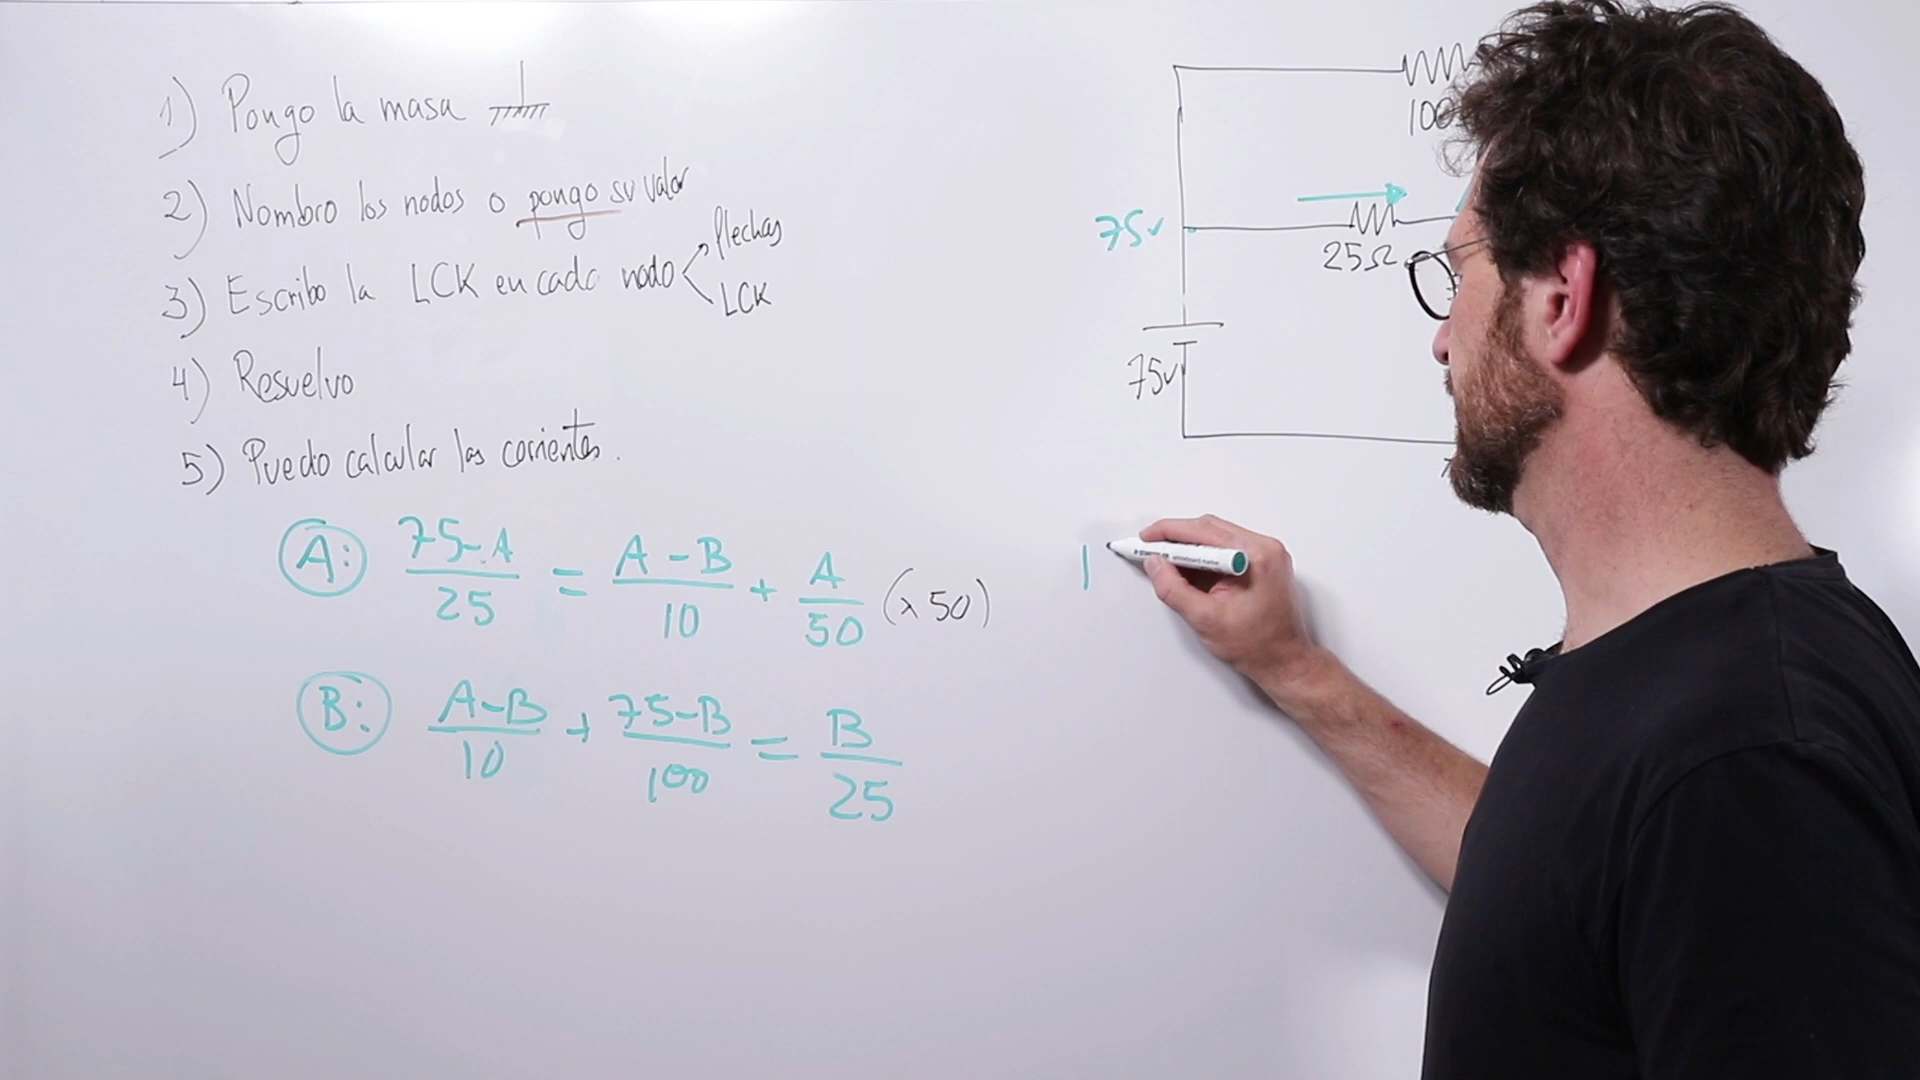 1) Pongo la masa
2) Nombro los nodos o pongo su valor
3) Escribo la LCK en cada nodo
flechas
LCK
4) Resuelvo
5) Puedo calcular las corrientes.
A: 75-A/25 = A-B/10 + A/50 (x50)
B: A-B/10 + 75-B/100 = B/25
75v
25Ω
75v